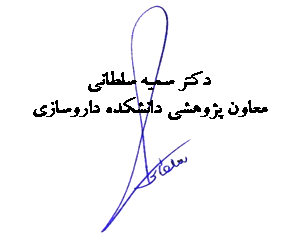 دکتر سمیه سلطانی
معاون پژوهشی دانشکده داروسازی